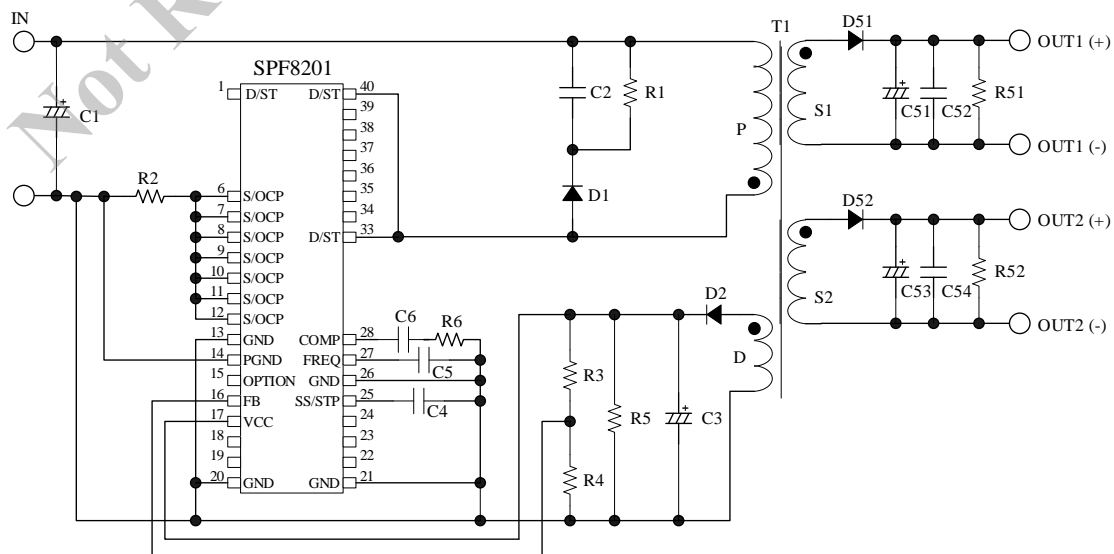 Not R
IN
SPF8201
T1
D51
OUT1 (+)
1 D/ST
D/ST 40
39
38
37
36
35
34
33 D/ST
C1
C2
R1
P
S1
C51
C52
R51
OUT1 (-)
R2
D1
6 S/OCP
7 S/OCP
8 S/OCP
9 S/OCP
10 S/OCP
11 S/OCP
12 S/OCP
13 GND
14 PGND
15 OPTION
16 FB
17 VCC
18
19
20 GND
COMP 28
FREQ 27
GND 26
SS/STP 25
24
23
22
GND 21
C6
R6
C5
C4
D52
OUT2 (+)
S2
C53
C54
R52
OUT2 (-)
D2
D
R3
R5
C3
R4